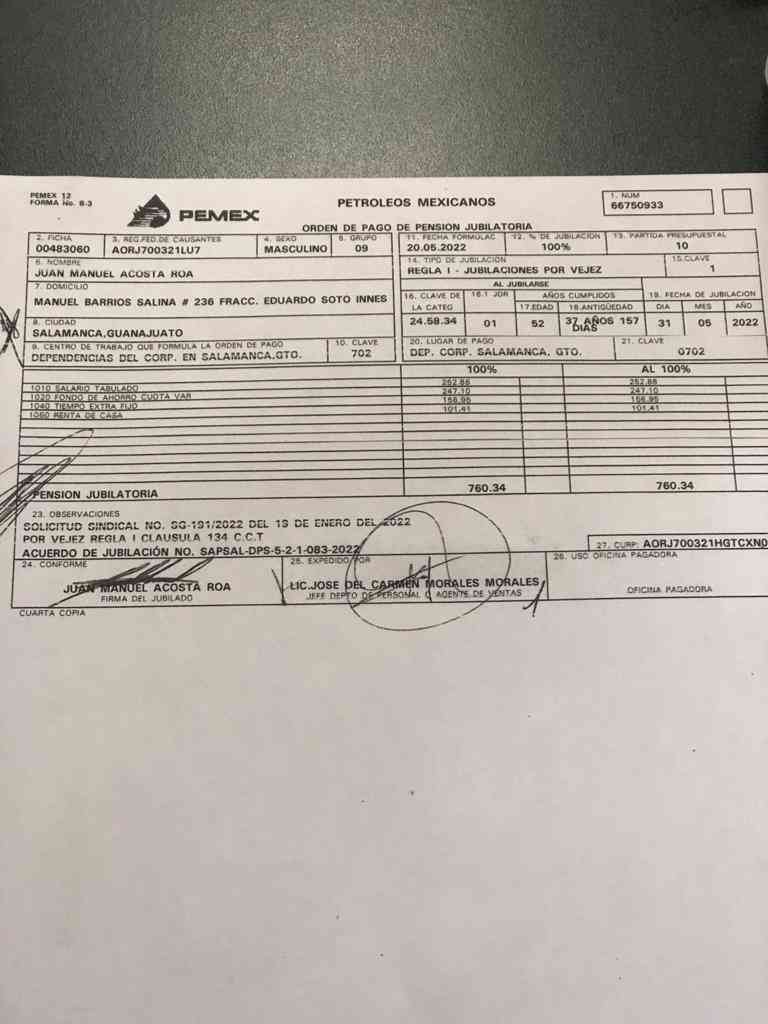 PEMEX 12
FORMA No. 8-3
PEMEX
PETROLEOS MEXICANOS
1. NUM
66750933
ORDEN DE PAGO DE PENSION JUBILATORIA
2. FICHA
00483060
3. REG.FED.DE CAUSANTES
AORJ700321LU7
4. SEXO
MASCULINO
5. GRUPO
09
11. FECHA FORMULAC
20.05.2022
12. % DE JUBILACION
100%
13. PARTIDA PRESUPUESTAL
10
6. NOMBRE
JUAN MANUEL ACOSTA ROA
14. TIPO DE JUBILACION
REGLA I - JUBILACIONES POR VEJEZ
15.CLAVE
1
7. DOMICILIO
MANUEL BARRIOS SALINA # 236 FRACC. EDUARDO SOTO INNES
AL JUBILARSE
16. CLAVE DE LA CATEG
24.58.34
16.1 JOR
01
AÑOS CUMPLIDOS
17.EDAD
52
18.ANTIGÜEDAD
37 AÑOS 157 DIAS
19. FECHA DE JUBILACION
DIA MES AÑO
31 05 2022
8. CIUDAD
SALAMANCA,GUANAJUATO
9. CENTRO DE TRABAJO QUE FORMULA LA ORDEN DE PAGO
DEPENDENCIAS DEL CORP. EN SALAMANCA,GTO.
10. CLAVE
702
20. LUGAR DE PAGO
DEP. CORP. SALAMANCA, GTO.
21. CLAVE
0702
100% AL 100%
1010 SALARIO TABULADO 252.88 252.88
1020 FONDO DE AHORRO CUOTA VAR 247.10 247.10
1040 TIEMPO EXTRA FIJO 158.95 158.95
1060 RENTA DE CASA 101.41 101.41
PENSION JUBILATORIA 760.34 760.34
23. OBSERVACIONES
SOLICITUD SINDICAL NO. SG-191/2022 DEL 19 DE ENERO DEL 2022
POR VEJEZ REGLA I CLAUSULA 134 C.C.T
ACUERDO DE JUBILACIÓN NO. SAPSAL-DPS-5-2-1-083-2022
27. CURP: AORJ700321HGTCXN0
24. CONFORME
JUAN MANUEL ACOSTA ROA
FIRMA DEL JUBILADO
25. EXPEDIDO POR
LIC.JOSE DEL CARMEN MORALES MORALES
JEFE DEPTO DE PERSONAL O AGENTE DE VENTAS
26. USO OFICINA PAGADORA
OFICINA PAGADORA
CUARTA COPIA